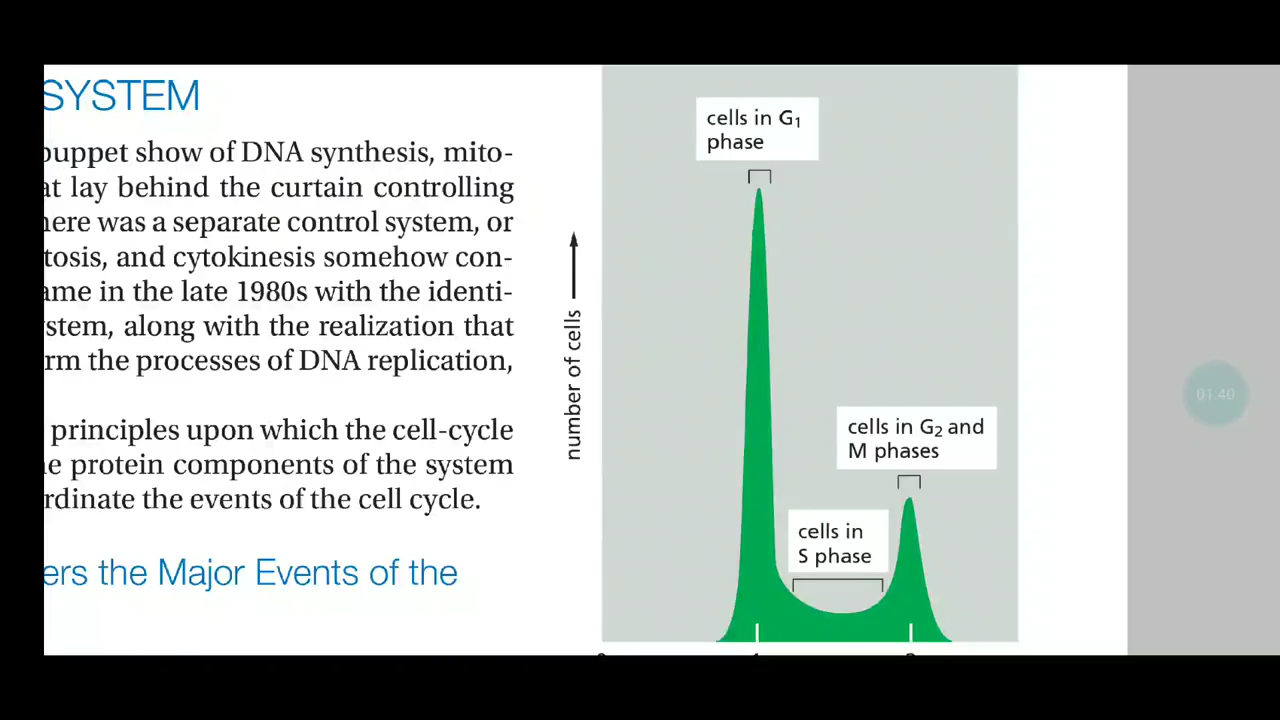 SYSTEM
puppet show of DNA synthesis, mito-
at lay behind the curtain controlling
here was a separate control system, or
tosis, and cytokinesis somehow con-
ame in the late 1980s with the identi-
stem, along with the realization that
rm the processes of DNA replication,
principles upon which the cell-cycle
e protein components of the system
rdinate the events of the cell cycle.
ers the Major Events of the
number of cells
cells in G₁
phase
cells in G₂ and
M phases
cells in
S phase
01:40